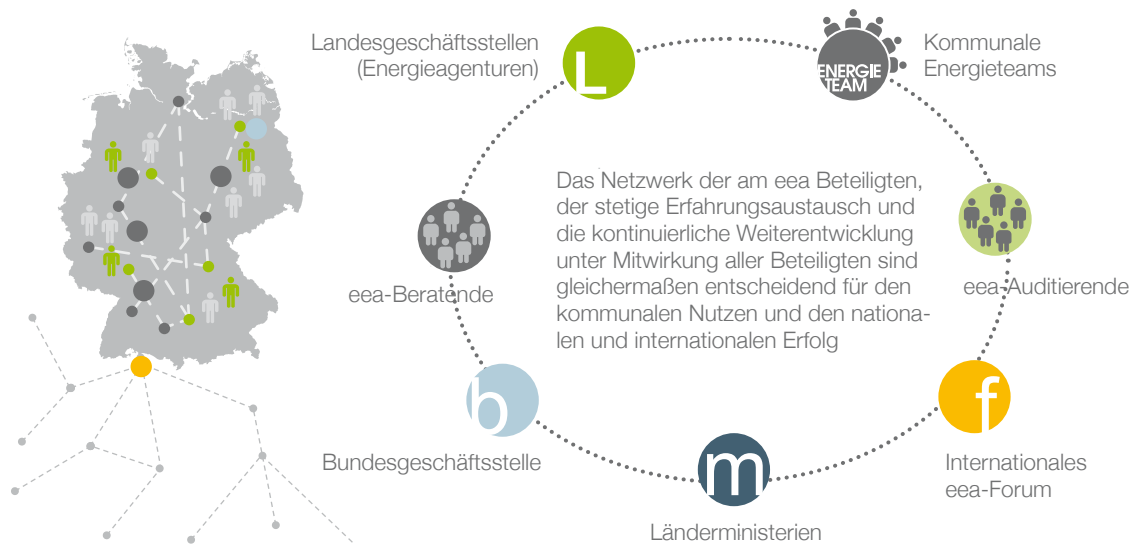 Landesgeschäftsstellen
(Energieagenturen)
L
ENERGIE
TEAM
Kommunale
Energieteams
Das Netzwerk der am eea Beteiligten,
der stetige Erfahrungsaustausch und
die kontinuierliche Weiterentwicklung
unter Mitwirkung aller Beteiligten sind
gleichermaßen entscheidend für den
kommunalen Nutzen und den nationa-
len und internationalen Erfolg
eea-Beratende
eea-Auditierende
b
Bundesgeschäftsstelle
f
Internationales
eea-Forum
m
Länderministerien